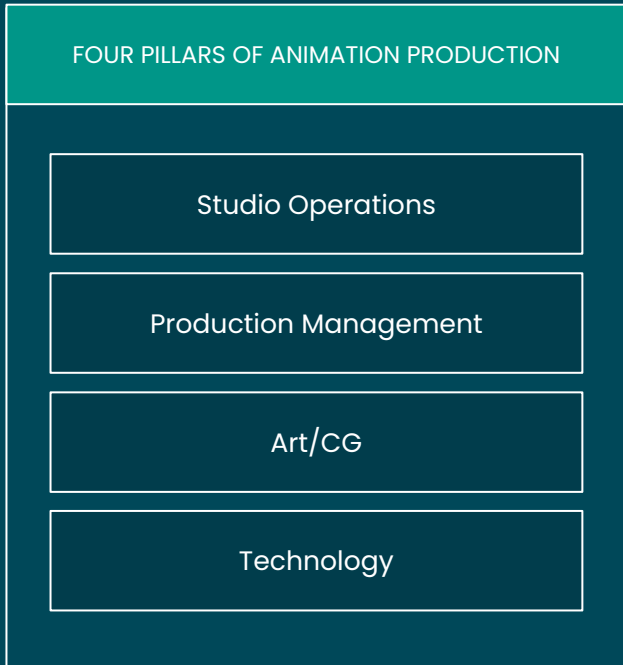 FOUR PILLARS OF ANIMATION PRODUCTION
Studio Operations
Production Management
Art/CG
Technology